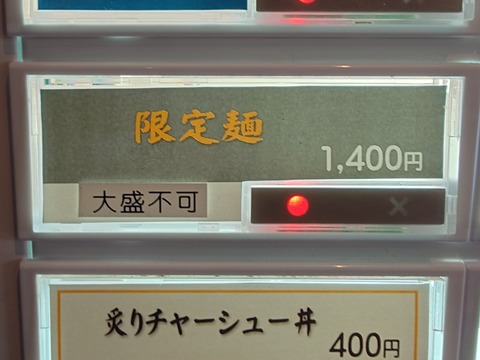 限定麺
1,400円
大盛不可
×
炙りチャーシュー丼
400円